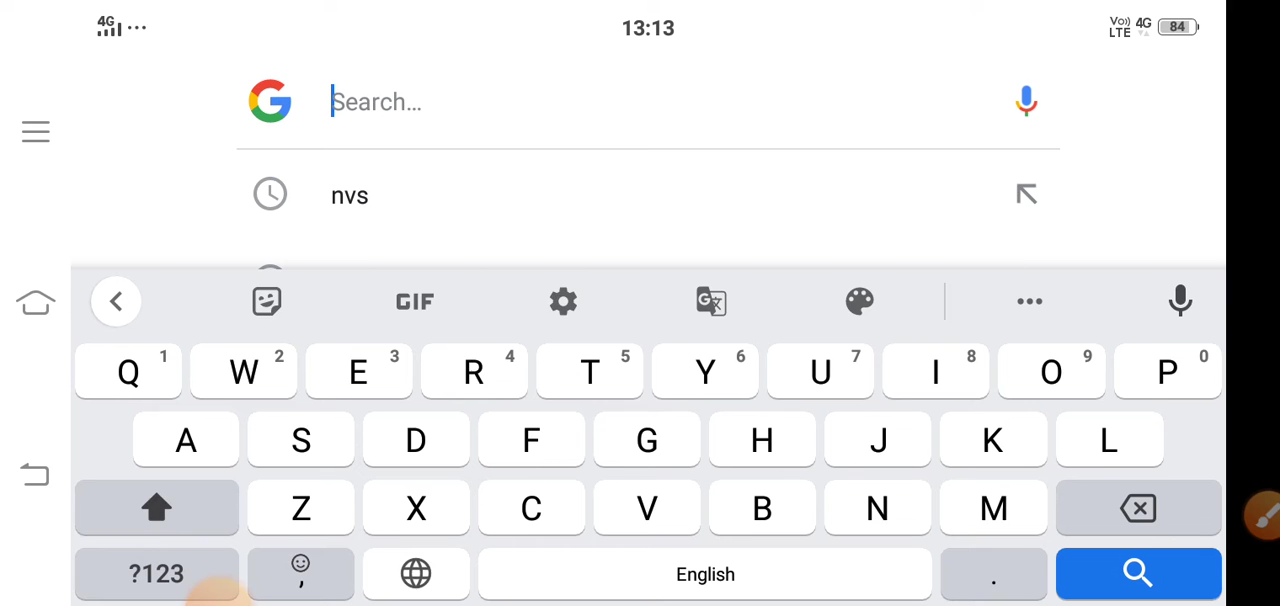 4G 13:13 Vo)) LTE 4G 84
Search...
nvs
GIF
Q 1 W 2 E 3 R 4 T 5 Y 6 U 7 I 8 O 9 P 0
A S D F G H J K L
Z X C V B N M
?123 , English .